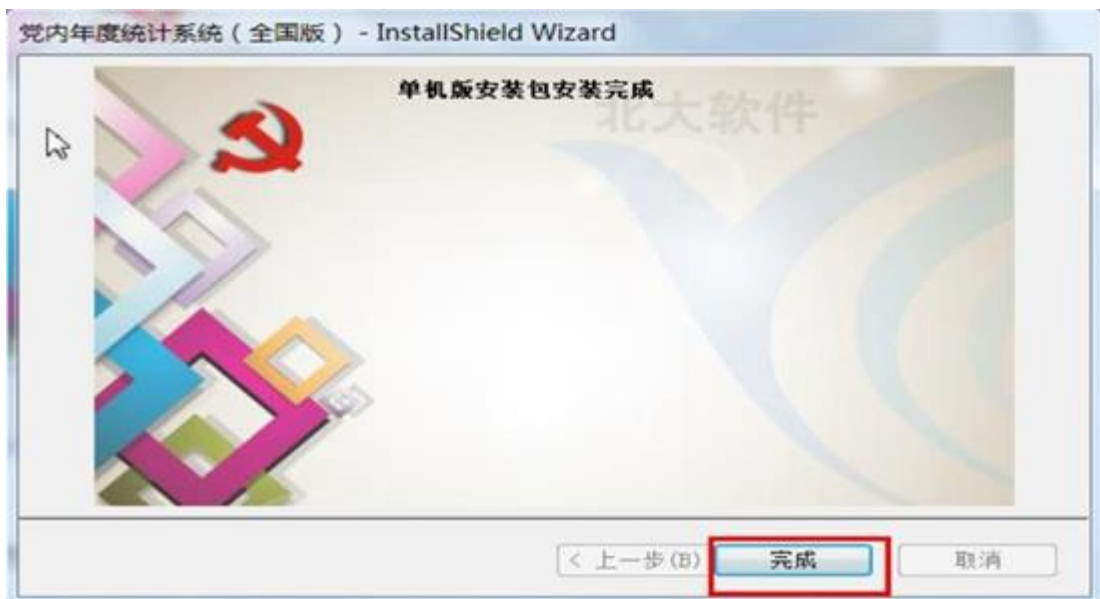 党内年度统计系统（全国版） - InstallShield Wizard
单机版安装包安装完成
北大软件
< 上一步(B)
完成
取消